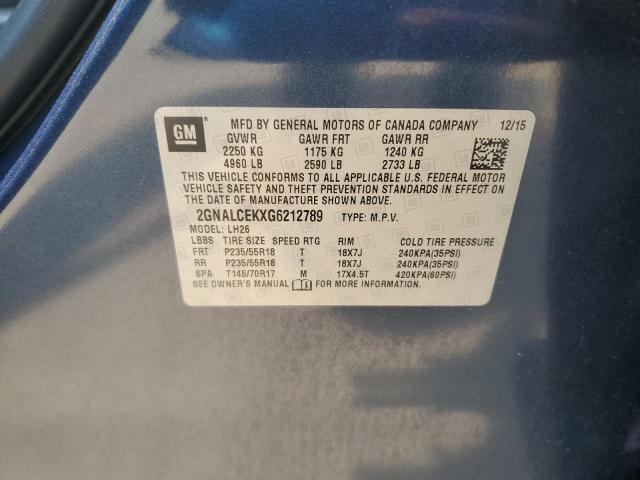 GM
MFD BY GENERAL MOTORS OF CANADA COMPANY 12/15
GVWR GAWR FRT GAWR RR
2250 KG 1175 KG 1240 KG
4960 LB 2590 LB 2733 LB
THIS VEHICLE CONFORMS TO ALL APPLICABLE U.S. FEDERAL MOTOR
VEHICLE SAFETY AND THEFT PREVENTION STANDARDS IN EFFECT ON
THE DATE OF MANUFACTURE SHOWN ABOVE.
2GNALCEKXG6212789 TYPE: M.P.V.
MODEL: LH26
LBBS TIRE SIZE SPEED RTG RIM COLD TIRE PRESSURE
FRT P235/55R18 T 18X7J 240KPA(35PSI)
RR P235/55R18 T 18X7J 240KPA(35PSI)
SPA T145/70R17 M 17X4.5T 420KPA(60PSI)
SEE OWNER'S MANUAL FOR MORE INFORMATION.